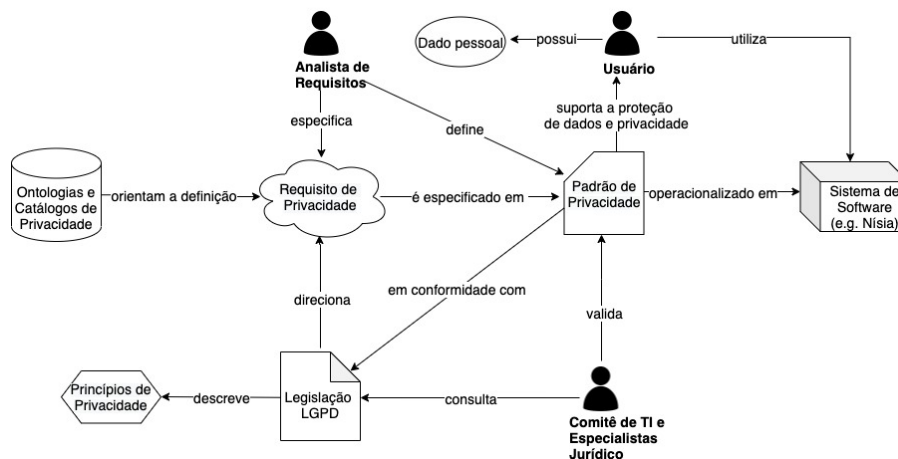 Dado pessoal
possui
Usuário
utiliza
Analista de
Requisitos
especifica
define
suporta a proteção
de dados e privacidade
Ontologias e
Catálogos de
Privacidade
orientam a definição
Requisito de
Privacidade
é especificado em
Padrão de
Privacidade
operacionalizado em
Sistema de
Software
(e.g. Nísia)
direciona
em conformidade com
valida
Princípios de
Privacidade
descreve
Legislação
LGPD
consulta
Comitê de TI e
Especialistas
Jurídico